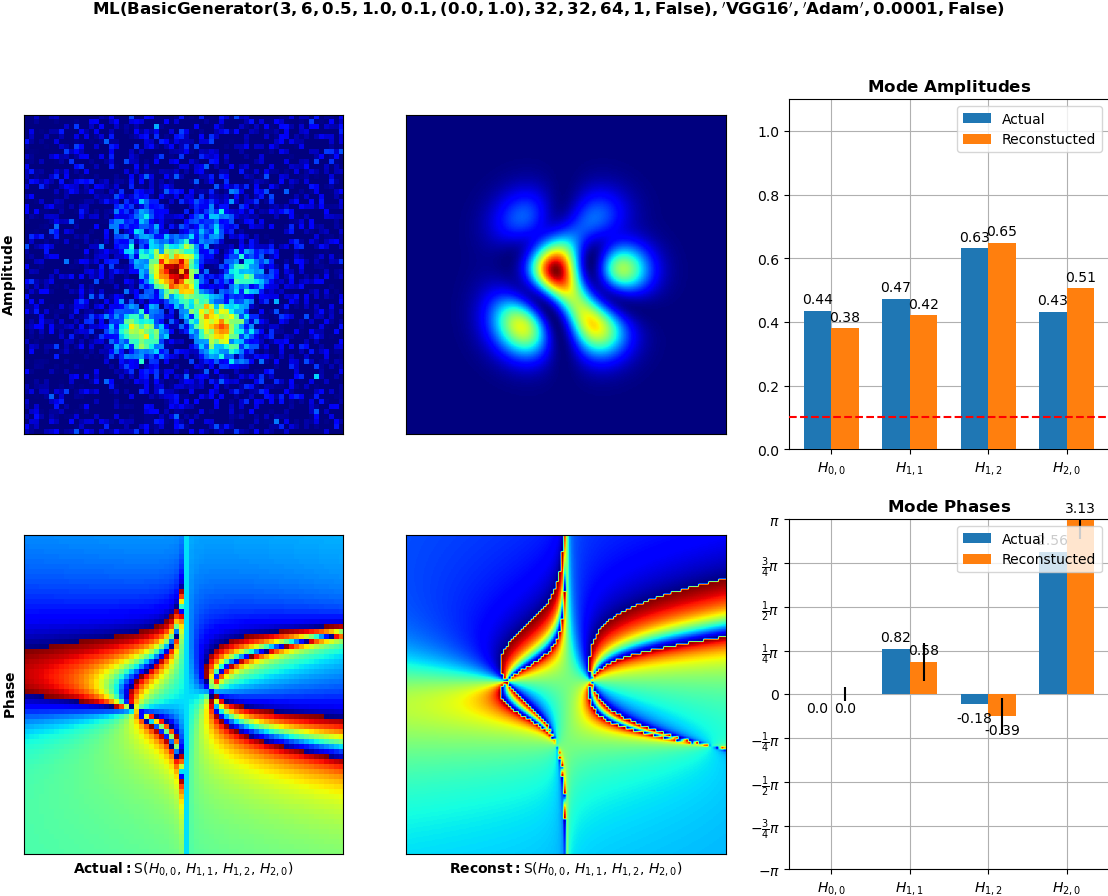 ML(BasicGenerator(3, 6, 0.5, 1.0, 0.1, (0.0, 1.0), 32, 32, 64, 1, False), 'VGG16', 'Adam', 0.0001, False)
Amplitude
Mode Amplitudes
Actual
Reconstucted
1.0
0.8
0.6
0.4
0.2
0.0
0.44
0.38
0.47
0.42
0.63
0.65
0.43
0.51
H0,0
H1,1
H1,2
H2,0
Phase
Actual: S(H0,0, H1,1, H1,2, H2,0)
Reconst: S(H0,0, H1,1, H1,2, H2,0)
Mode Phases
Actual
Reconstucted
π
3/4π
1/2π
1/4π
0
−1/4π
−1/2π
−3/4π
−π
0.0
0.0
0.82
0.58
-0.18
-0.39
3.13
H0,0
H1,1
H1,2
H2,0